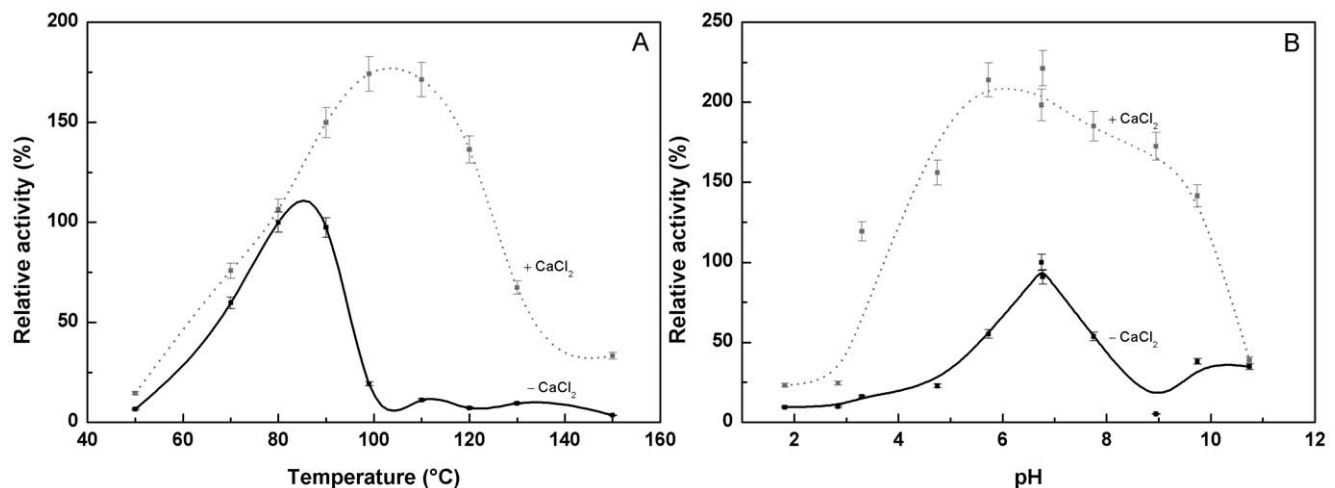 A
Relative activity (%)
200
150
100
50
0
+ CaCl₂
− CaCl₂
40 60 80 100 120 140 160
Temperature (°C)
B
Relative activity (%)
250
200
150
100
50
0
+ CaCl₂
− CaCl₂
2 4 6 8 10 12
pH